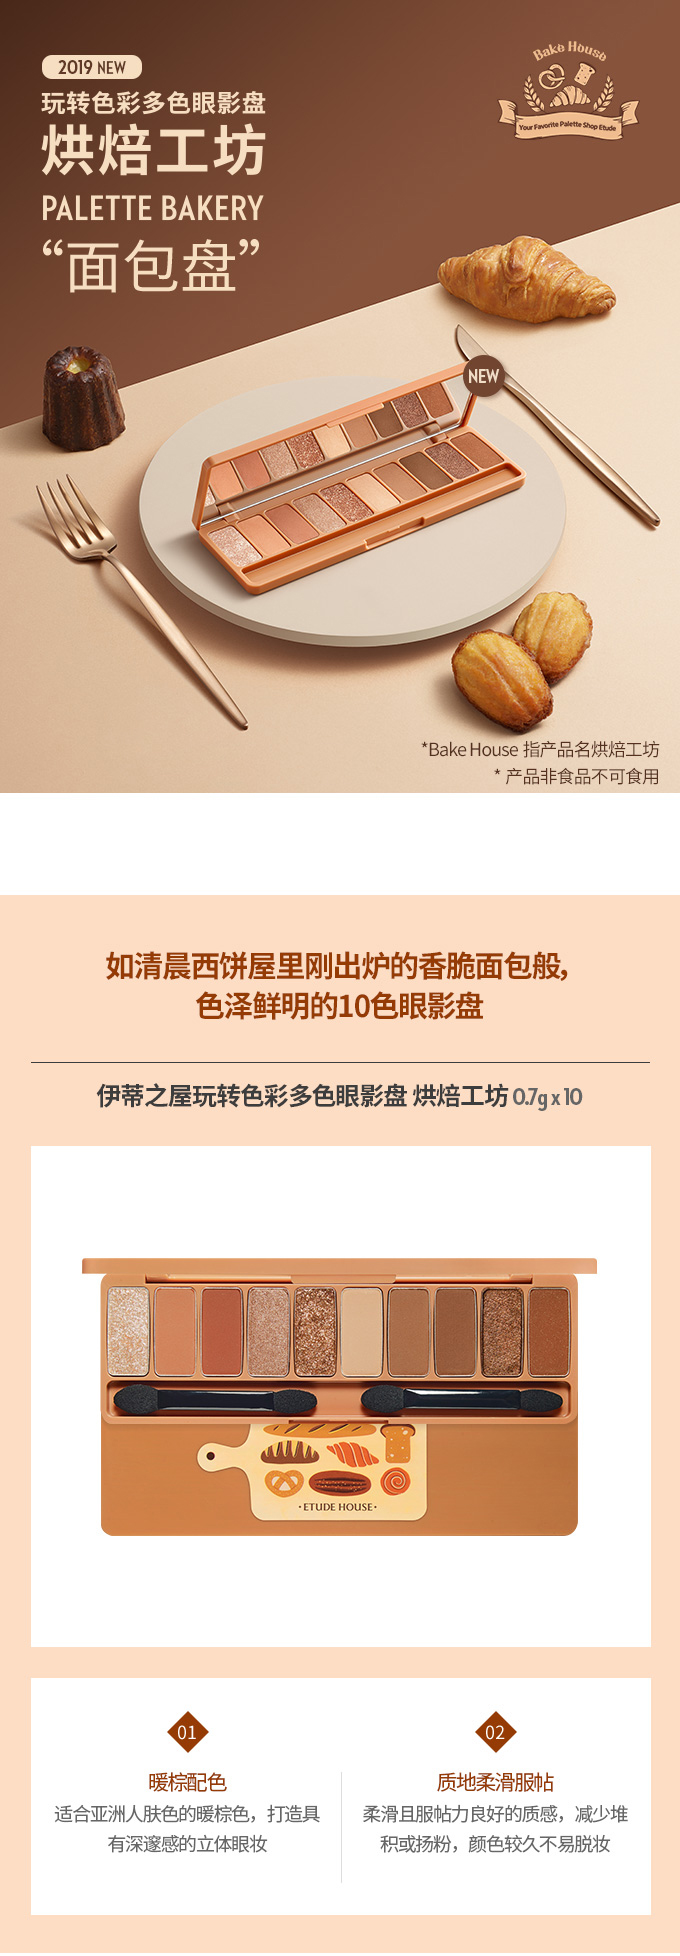 2019 NEW
玩转色彩多色眼影盘
烘焙工坊
PALETTE BAKERY
“面包盘”
Bake House
Your Favorite Palette Shop Etude
NEW
*Bake House 指产品名烘焙工坊
* 产品非食品不可食用
如清晨西饼屋里刚出炉的香脆面包般,
色泽鲜明的10色眼影盘
伊蒂之屋玩转色彩多色眼影盘 烘焙工坊 0.7g x 10
·ETUDE HOUSE·
01
暖棕配色
适合亚洲人肤色的暖棕色，打造具
有深邃感的立体眼妆
02
质地柔滑服帖
柔滑且服帖力良好的质感，减少堆
积或扬粉，颜色较久不易脱妆